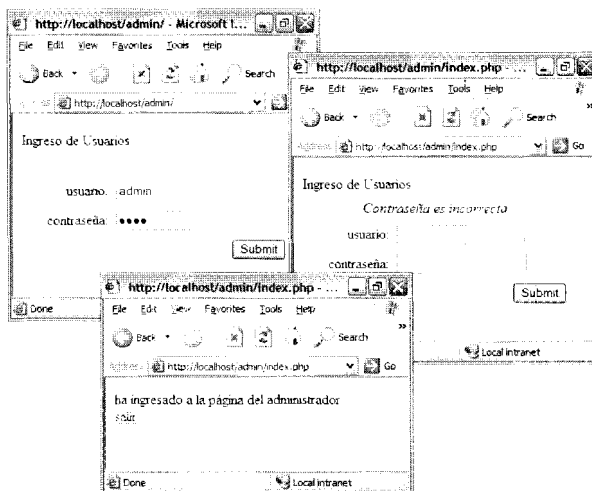 http://localhost/admin/ - Microsoft I...
File Edit View Favorites Tools Help
Back Search
http://localhost/admin/
Ingreso de Usuarios
usuario: admin
contraseña: ••••
Submit
Done
http://localhost/admin/index.php - ...
File Edit View Favorites Tools Help
Back Search »
Address http://localhost/admin/index.php Go
Ingreso de Usuarios
Contraseña es incorrecta
usuario:
contraseña:
Submit
Local intranet
http://localhost/admin/index.php - ...
File Edit View Favorites Tools Help
Back Search »
Address http://localhost/admin/index.php Go
ha ingresado a la página del administrador
salir
Done Local intranet